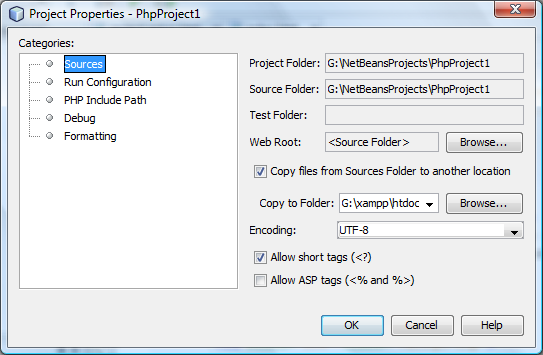 Project Properties - PhpProject1
Categories:
Sources
Run Configuration
PHP Include Path
Debug
Formatting
Project Folder: G:\NetBeansProjects\PhpProject1
Source Folder: G:\NetBeansProjects\PhpProject1
Test Folder:
Web Root: <Source Folder> Browse...
Copy files from Sources Folder to another location
Copy to Folder: G:\xampp\htdoc Browse...
Encoding: UTF-8
Allow short tags (<?)
Allow ASP tags (<% and %>)
OK Cancel Help